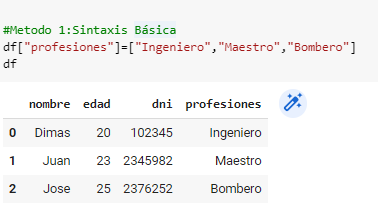 #Metodo 1:Sintaxis Básica
df["profesiones"]=["Ingeniero","Maestro","Bombero"]
df
nombre edad dni profesiones
0 Dimas 20 102345 Ingeniero
1 Juan 23 2345982 Maestro
2 Jose 25 2376252 Bombero